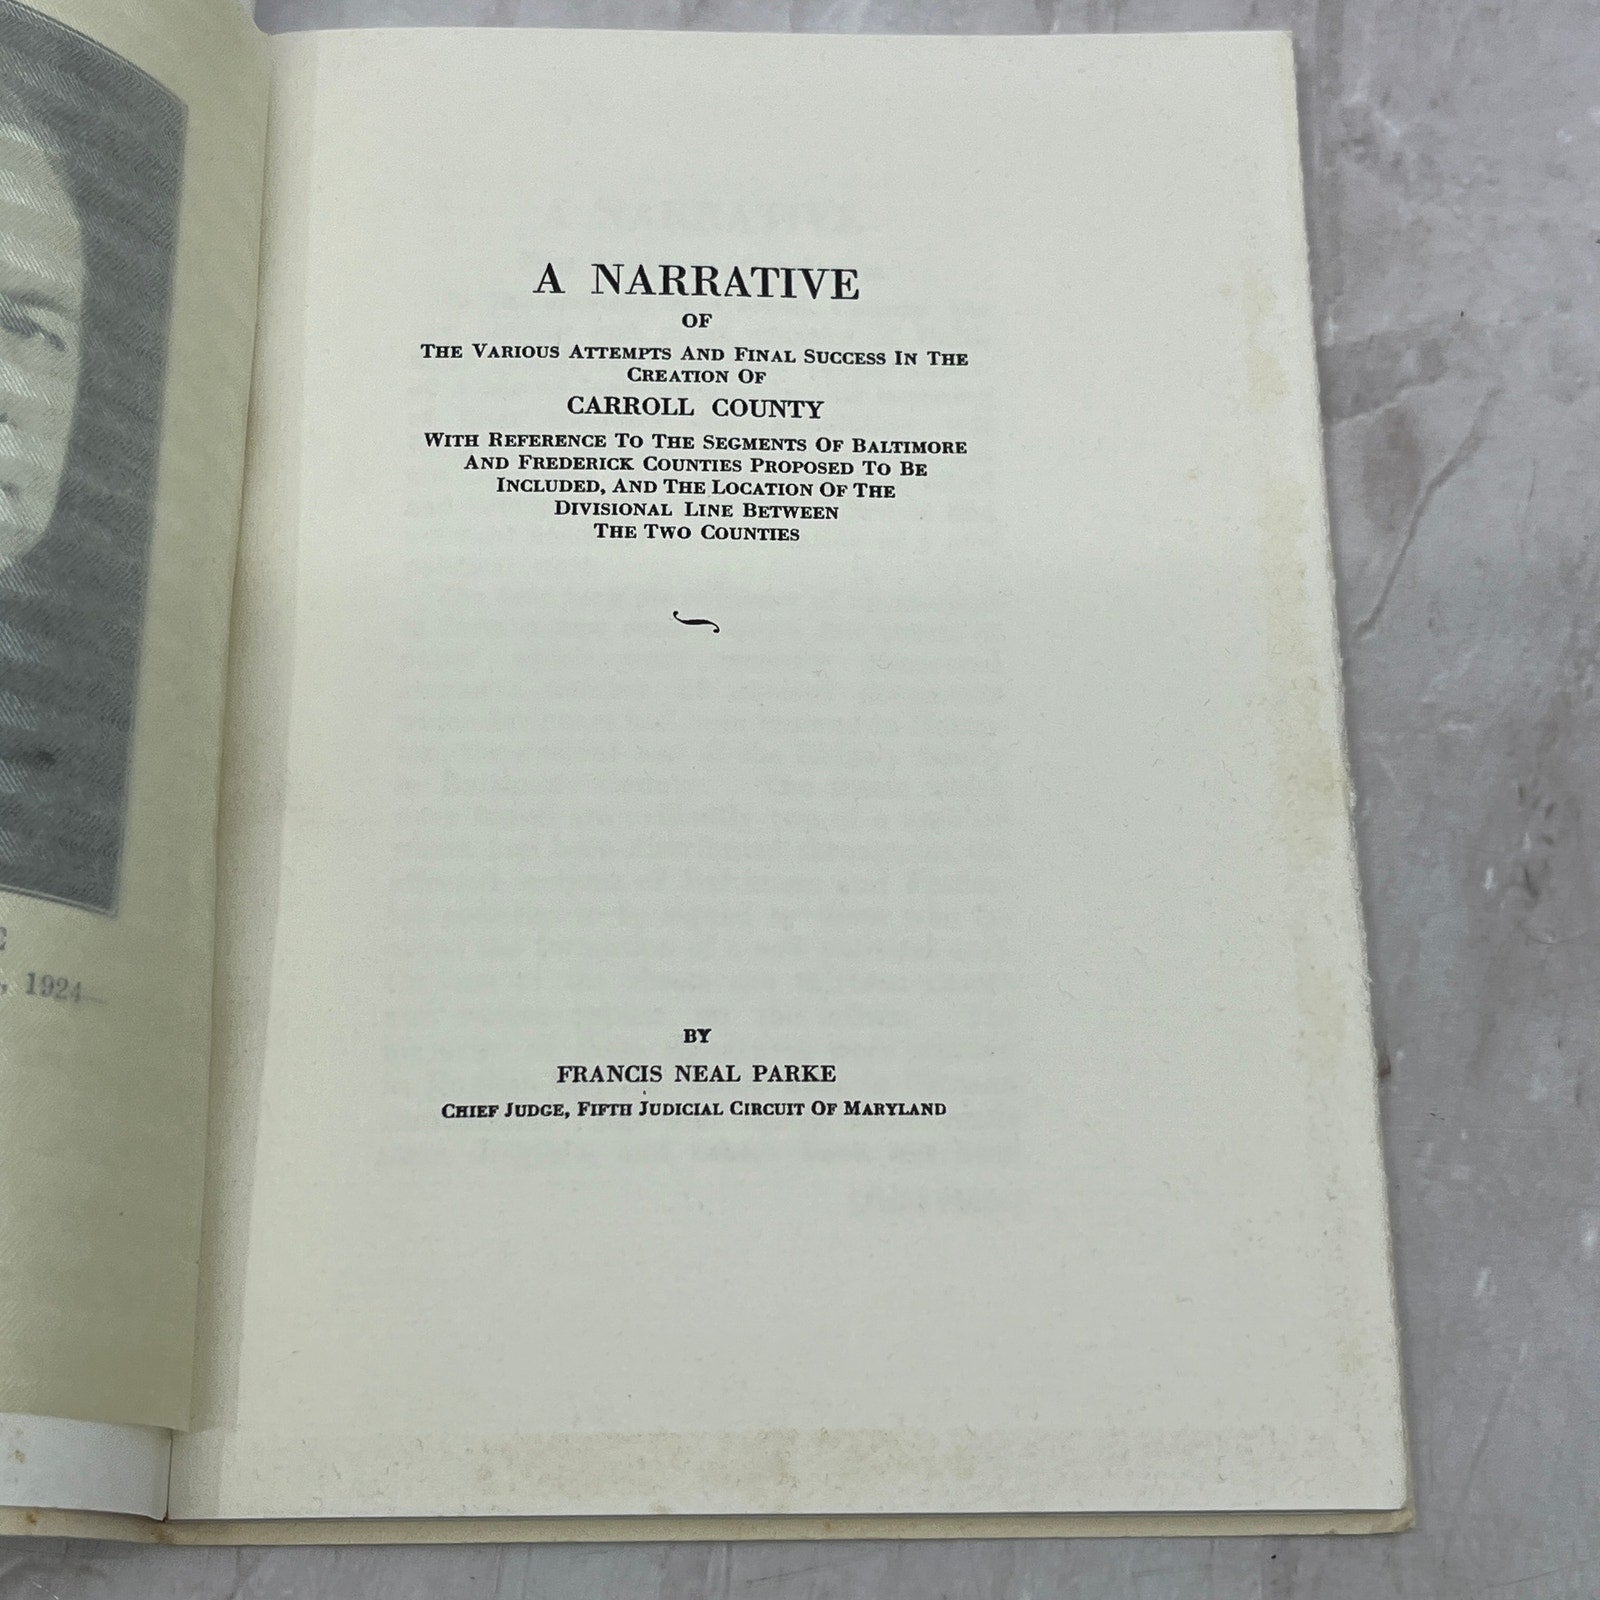 , 1924—
A NARRATIVE
OF
THE VARIOUS ATTEMPTS AND FINAL SUCCESS IN THE
CREATION OF
CARROLL COUNTY
WITH REFERENCE TO THE SEGMENTS OF BALTIMORE
AND FREDERICK COUNTIES PROPOSED TO BE
INCLUDED, AND THE LOCATION OF THE
DIVISIONAL LINE BETWEEN
THE TWO COUNTIES
BY
FRANCIS NEAL PARKE
CHIEF JUDGE, FIFTH JUDICIAL CIRCUIT OF MARYLAND